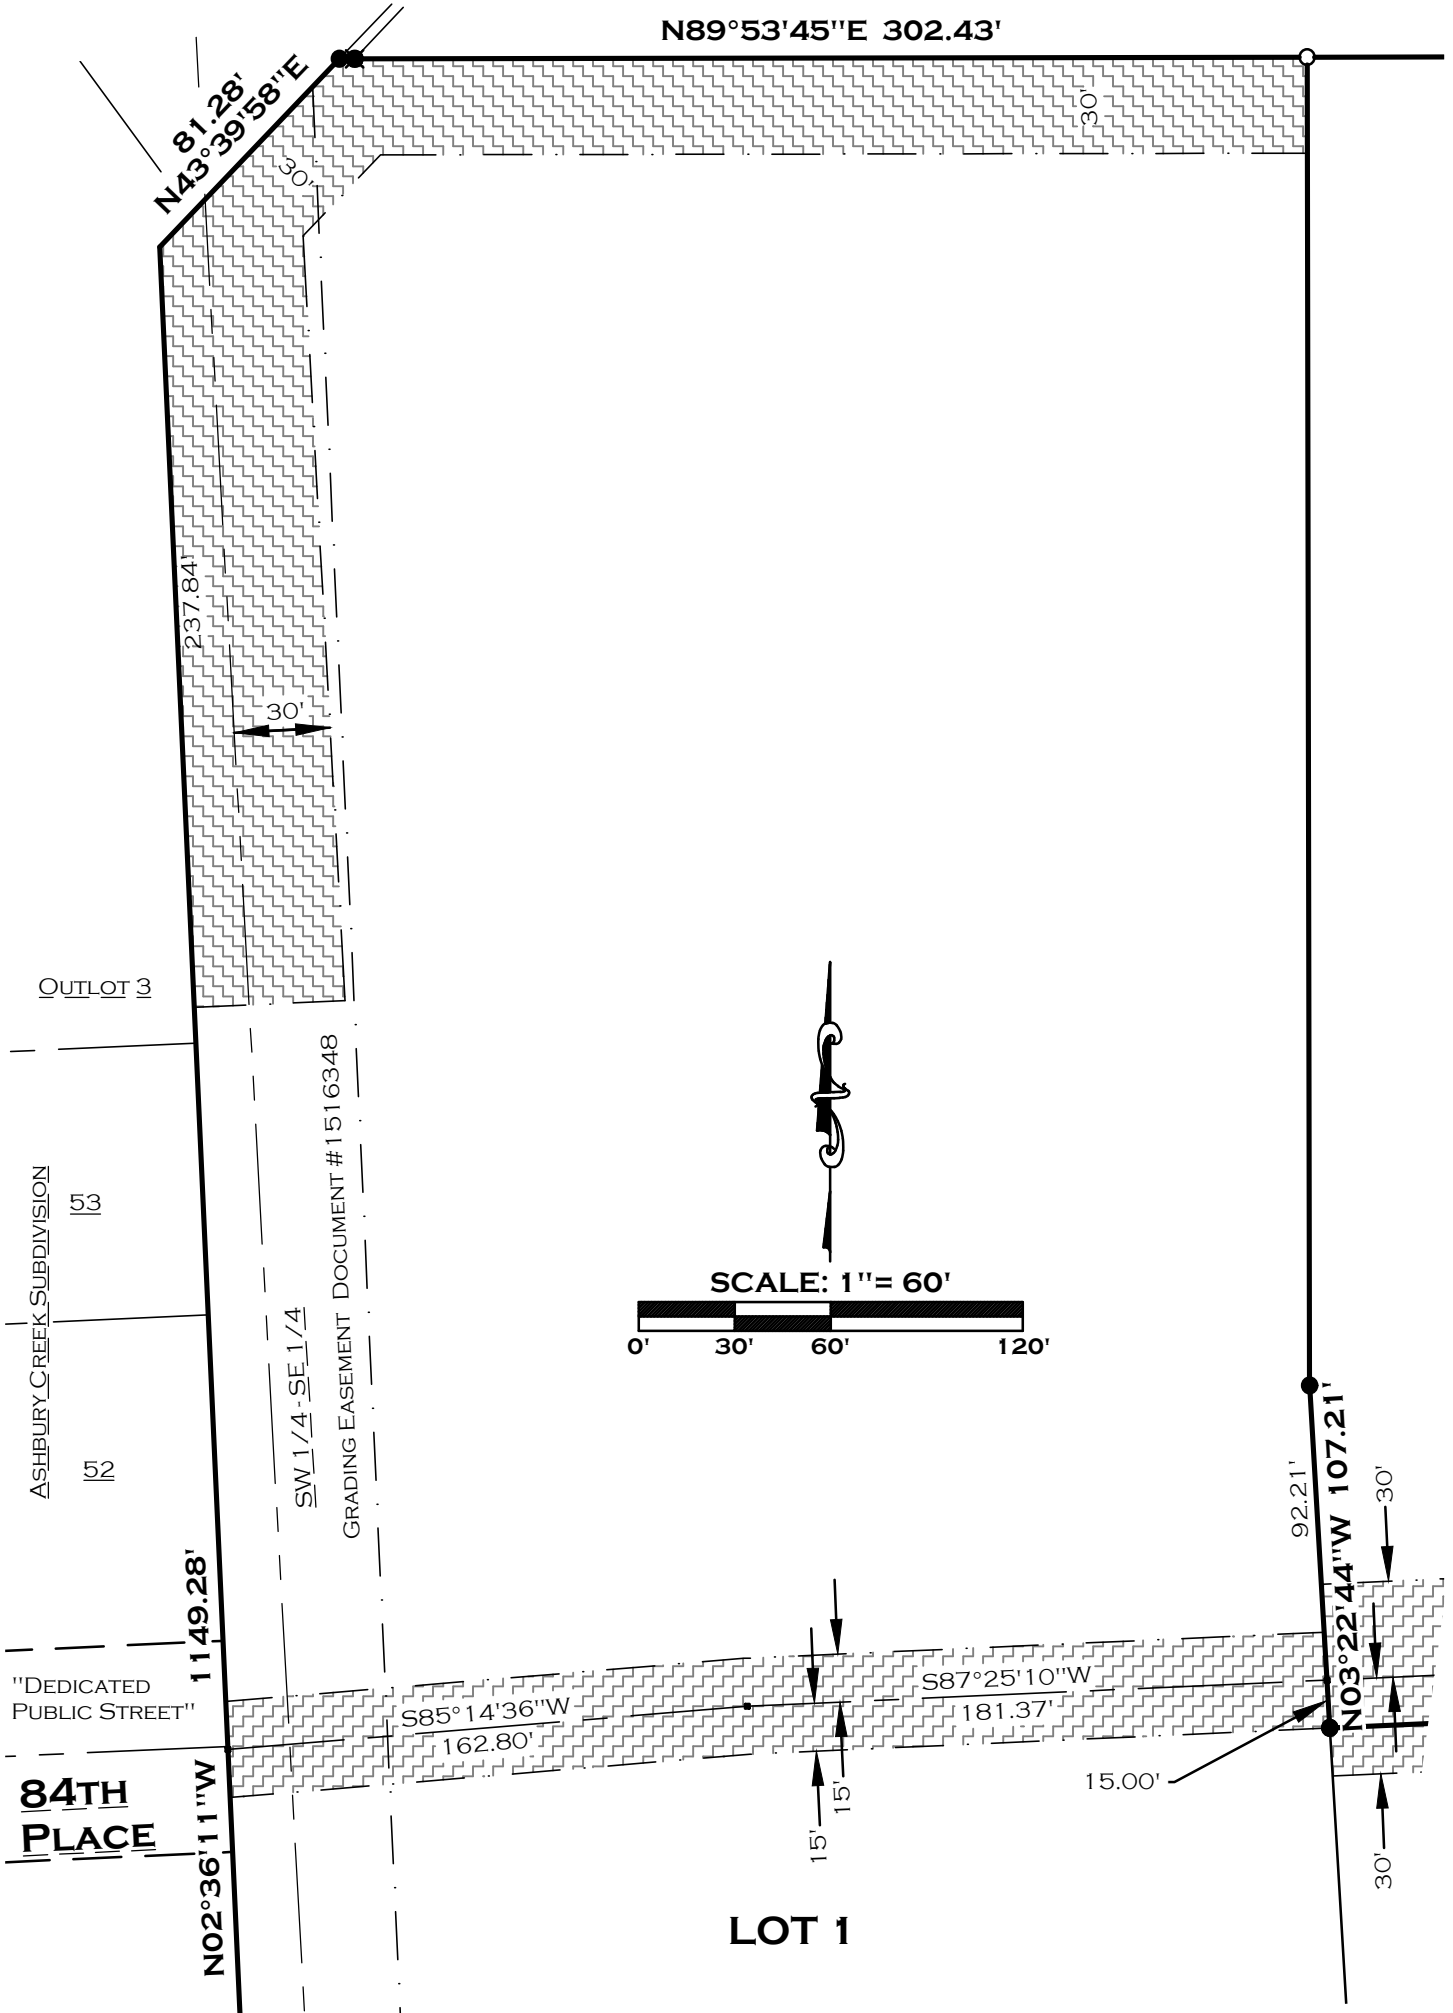 N89°53'45"E 302.43'
81.28'
N43°39'58"E
30'
30'
237.84'
30'
OUTLOT 3
ASHBURY CREEK SUBDIVISION
53
52
SW 1/4-SE 1/4
GRADING EASEMENT DOCUMENT #1516348
SCALE: 1"= 60'
0' 30' 60' 120'
N03°22'44"W 107.21'
92.21'
30'
1149.28'
N02°36'11"W
"DEDICATED
PUBLIC STREET"
S85°14'36"W
162.80'
S87°25'10"W
181.37'
15.00'
15'
15'
30'
84TH
PLACE
LOT 1